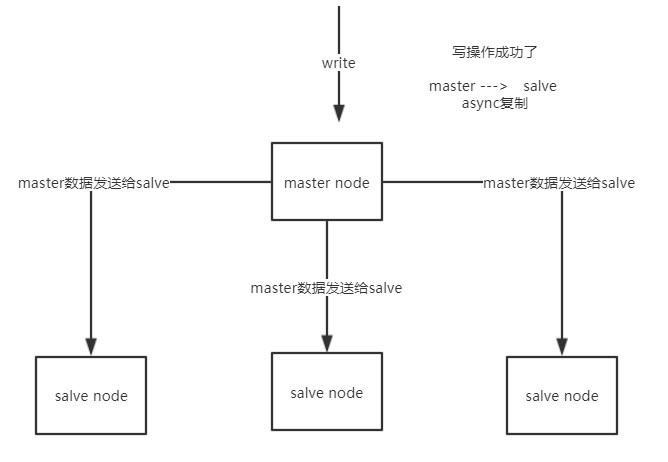 写操作成功了
write
master ---> salve
async复制
master数据发送给salve
master node
master数据发送给salve
master数据发送给salve
salve node
salve node
salve node